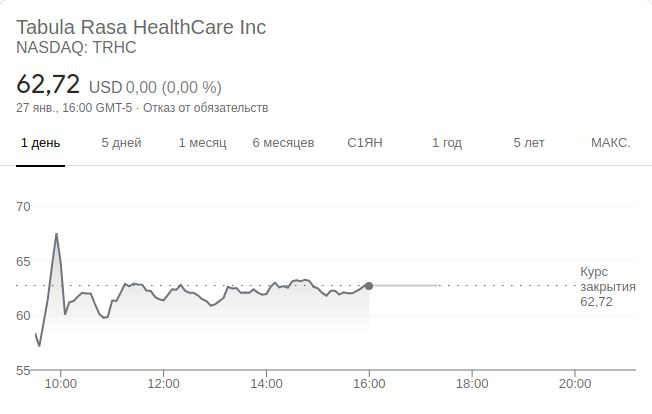 Tabula Rasa HealthCare Inc
NASDAQ: TRHC
62,72 USD 0,00 (0,00 %)
27 янв., 16:00 GMT-5 · Отказ от обязательств
1 день 5 дней 1 месяц 6 месяцев С1ЯН 1 год 5 лет МАКС.
70
65
60
55
Курс
закрытия
62,72
10:00 12:00 14:00 16:00 18:00 20:00